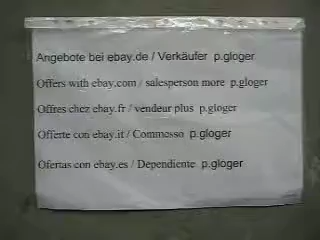 Angebote bei ebay.de / Verkäufer p.gloger
Offers with ebay.com / salesperson more p.gloger
Offres chez ebay.fr / vendeur plus p.gloger
Offerte con ebay.it / Commesso p.gloger
Ofertas con ebay.es / Dependiente p.gloger